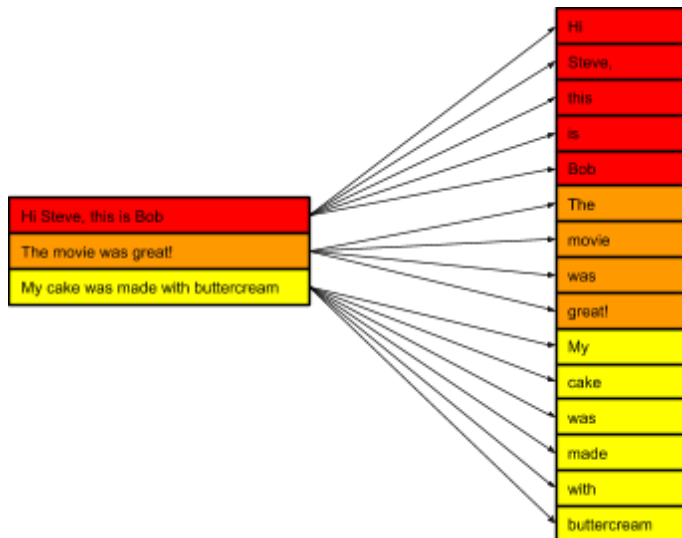 Hi Steve, this is Bob
The movie was great!
My cake was made with buttercream
Hi
Steve,
this
is
Bob
The
movie
was
great!
My
cake
was
made
with
buttercream